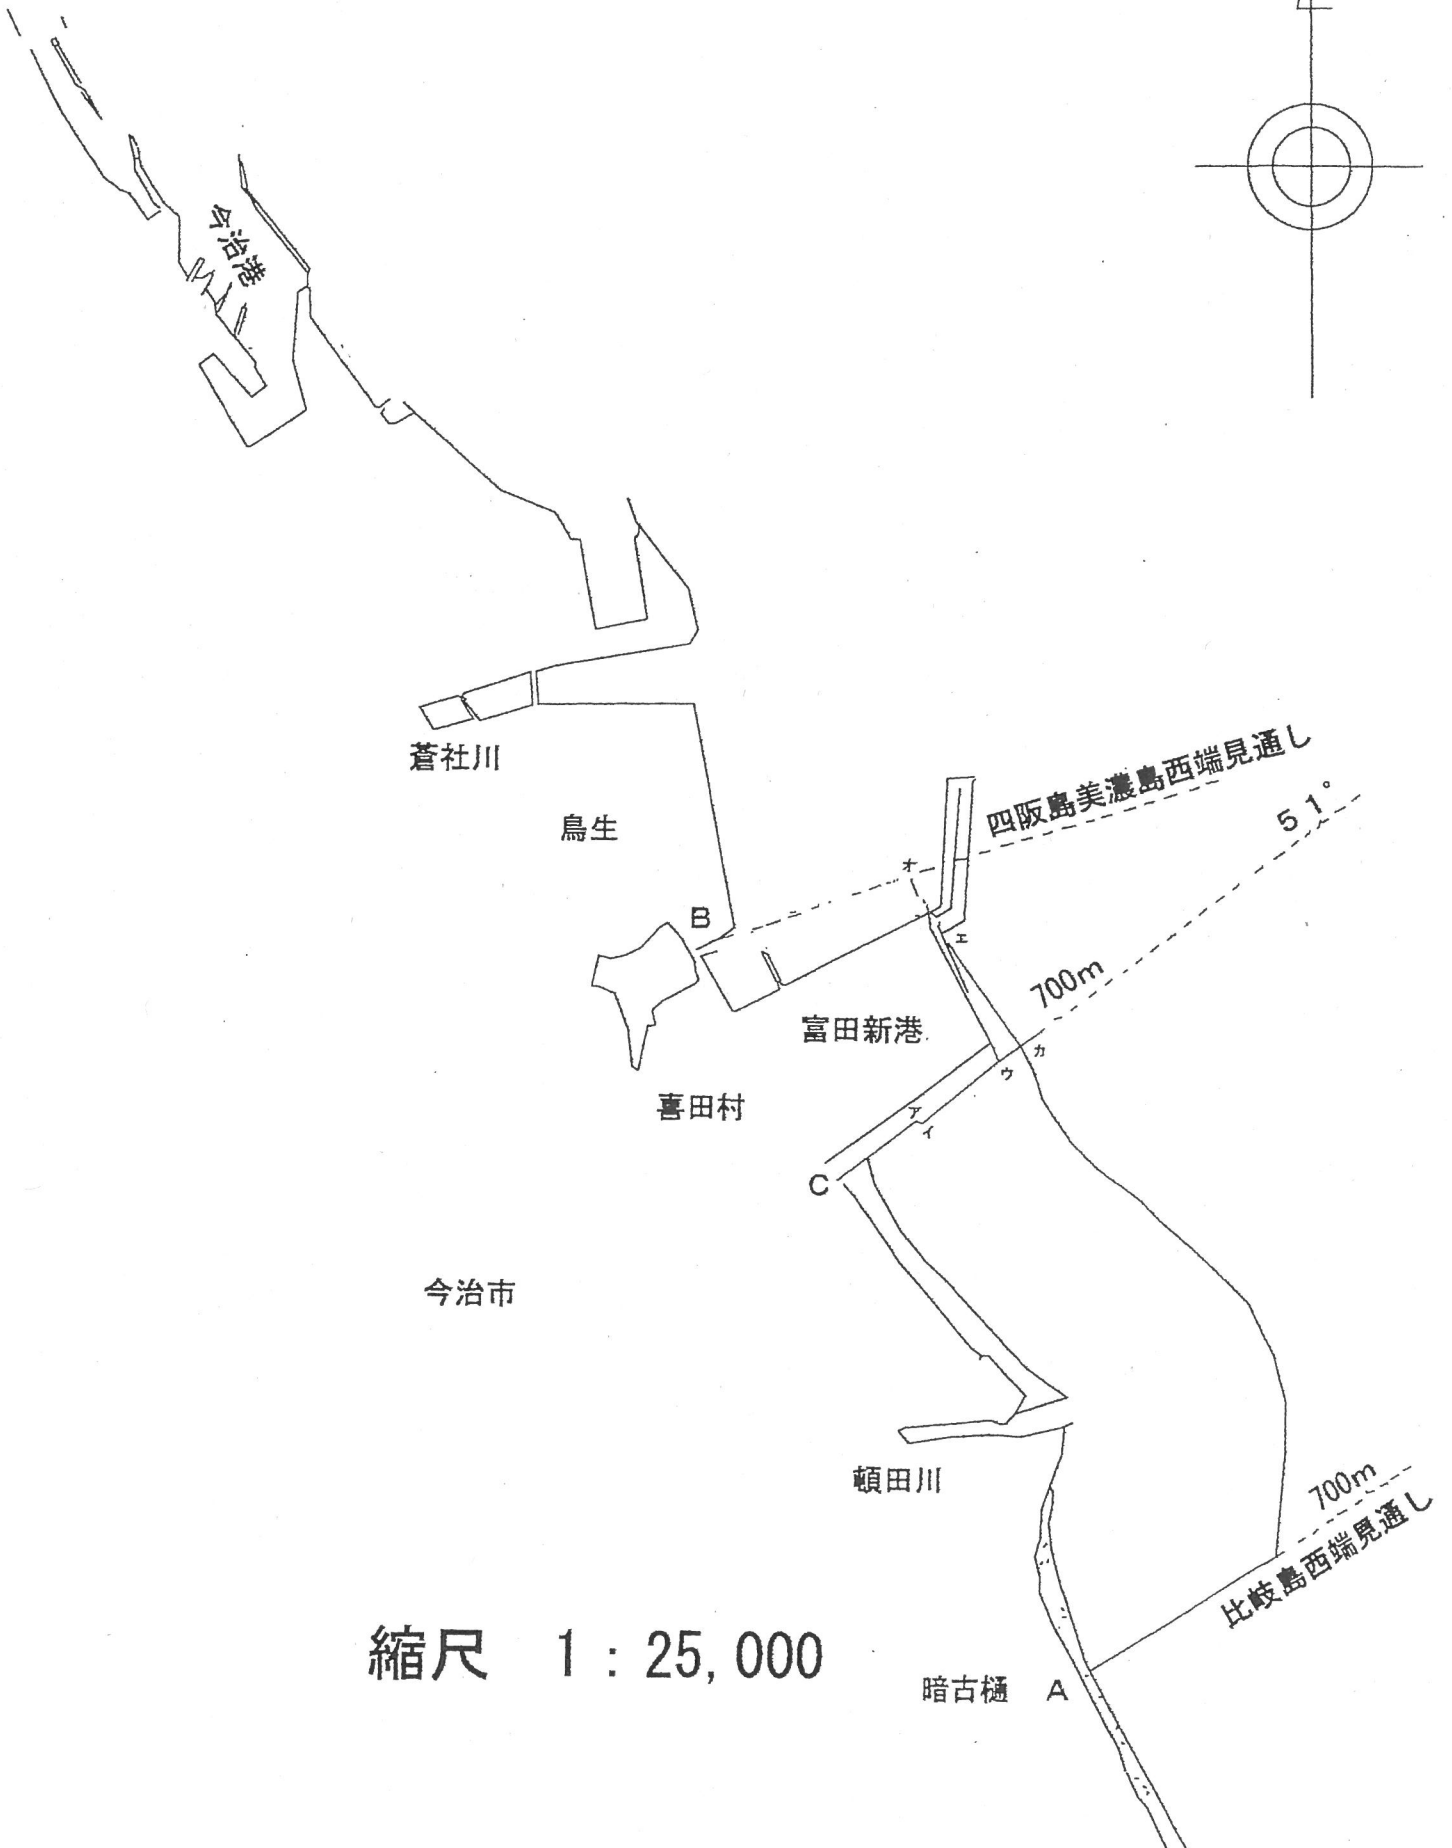 今治港
蒼社川
鳥生
四阪島美濃島西端見通し
51°
オ
B
エ
700m
富田新港
カ
ウ
喜田村
ア
イ
C
今治市
頓田川
700m
比岐島西端見通し
縮尺 1:25,000
暗古樋 A